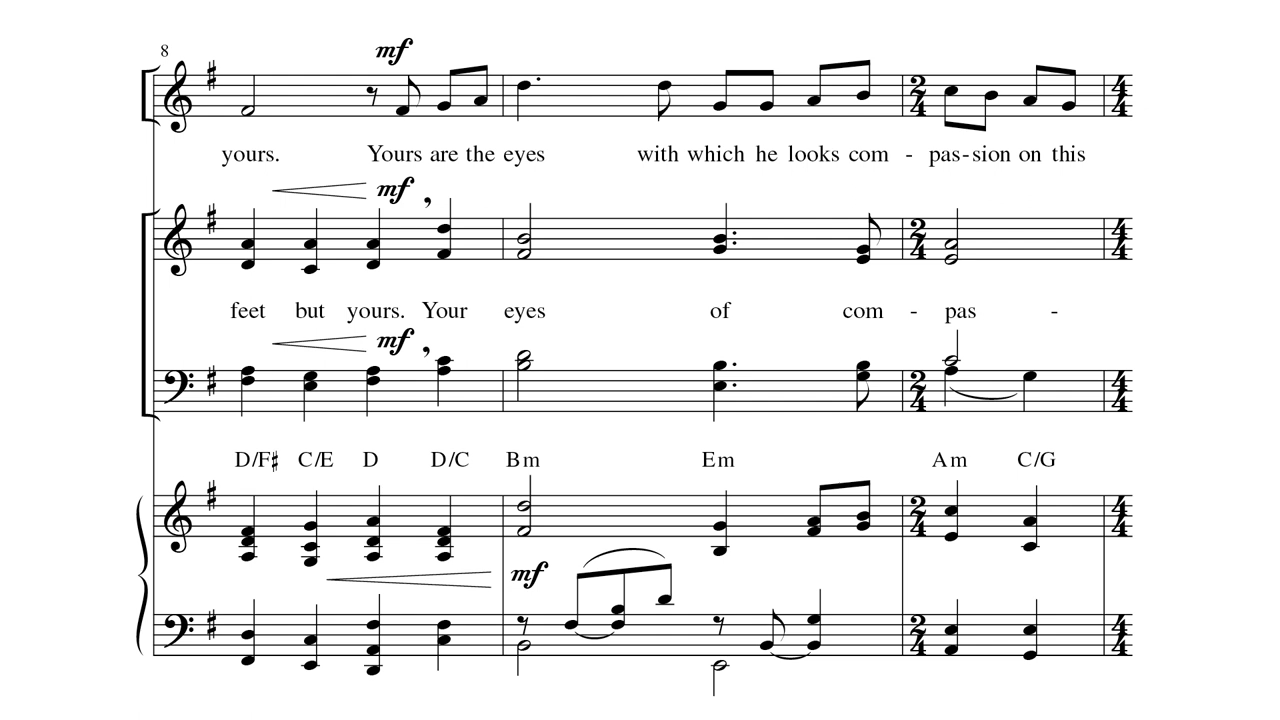 8
mf
yours. Yours are the eyes with which he looks com - pas - sion on this
mf
feet but yours. Your eyes of com - pas -
mf
D/F♯ C/E D D/C Bm Em Am C/G
mf